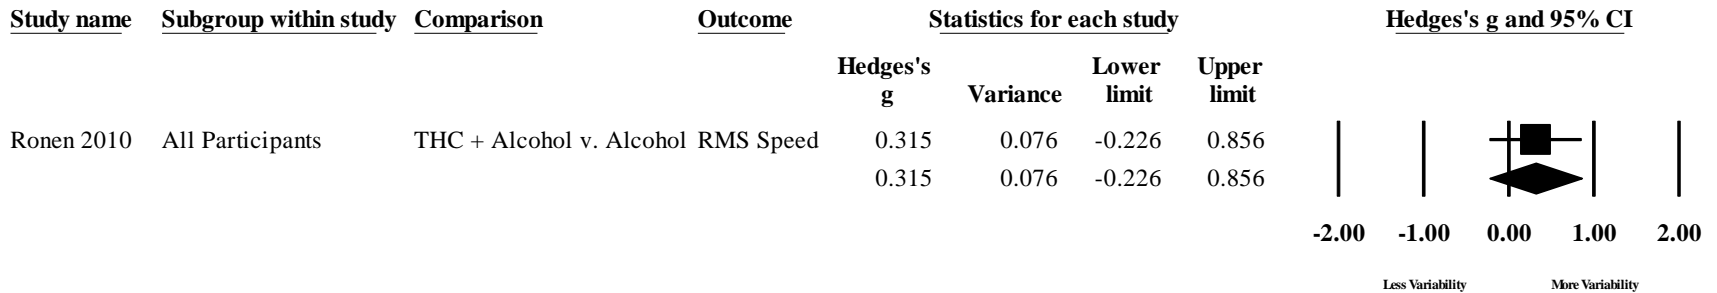 Study name Subgroup within study Comparison Outcome Statistics for each study Hedges's g and 95% CI
Hedges's Lower Upper
g Variance limit limit
Ronen 2010 All Participants THC + Alcohol v. Alcohol RMS Speed 0.315 0.076 -0.226 0.856
0.315 0.076 -0.226 0.856
-2.00 -1.00 0.00 1.00 2.00
Less Variability More Variability